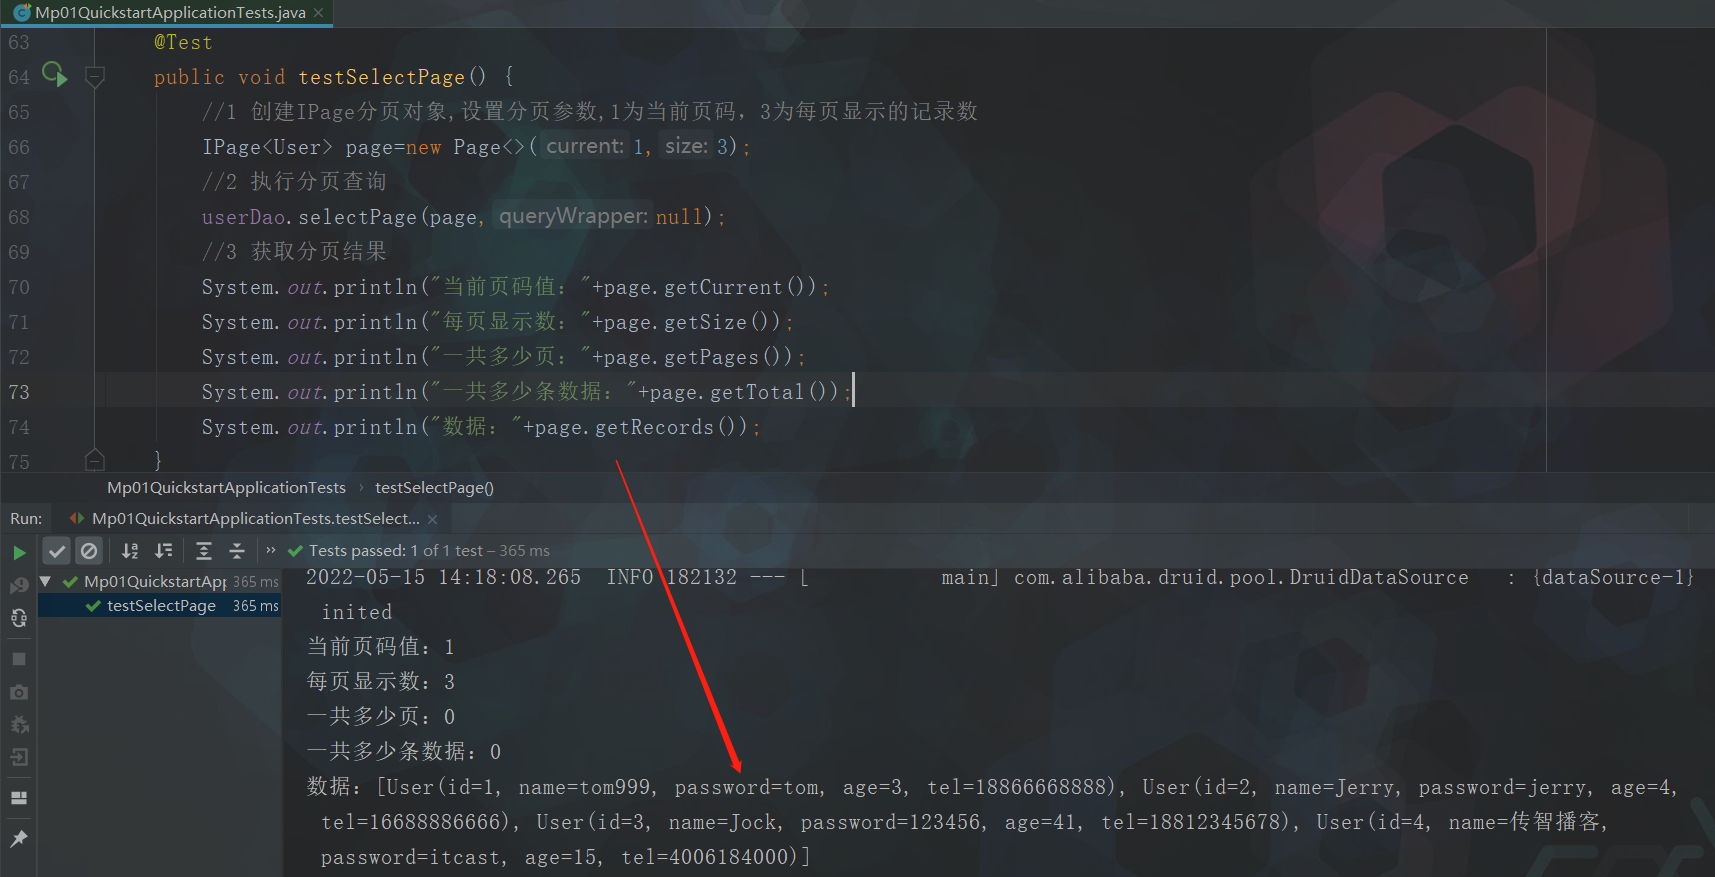 Mp01QuickstartApplicationTests.java ×
63 @Test
64 public void testSelectPage() {
65 //1 创建IPage分页对象,设置分页参数,1为当前页码，3为每页显示的记录数
66 IPage<User> page=new Page<>( current: 1, size: 3);
67 //2 执行分页查询
68 userDao.selectPage(page, queryWrapper: null);
69 //3 获取分页结果
70 System.out.println("当前页码值："+page.getCurrent());
71 System.out.println("每页显示数："+page.getSize());
72 System.out.println("一共多少页："+page.getPages());
73 System.out.println("一共多少条数据："+page.getTotal());
74 System.out.println("数据："+page.getRecords());
75 }
Mp01QuickstartApplicationTests › testSelectPage()
Run: Mp01QuickstartApplicationTests.testSelect... ×
» Tests passed: 1 of 1 test – 365 ms
Mp01QuickstartApp 365 ms
testSelectPage 365 ms
2022-05-15 14:18:08.265 INFO 182132 --- [ main] com.alibaba.druid.pool.DruidDataSource : {dataSource-1}
inited
当前页码值：1
每页显示数：3
一共多少页：0
一共多少条数据：0
数据：[User(id=1, name=tom999, password=tom, age=3, tel=18866668888), User(id=2, name=Jerry, password=jerry, age=4,
tel=16688886666), User(id=3, name=Jock, password=123456, age=41, tel=18812345678), User(id=4, name=传智播客,
password=itcast, age=15, tel=4006184000)]